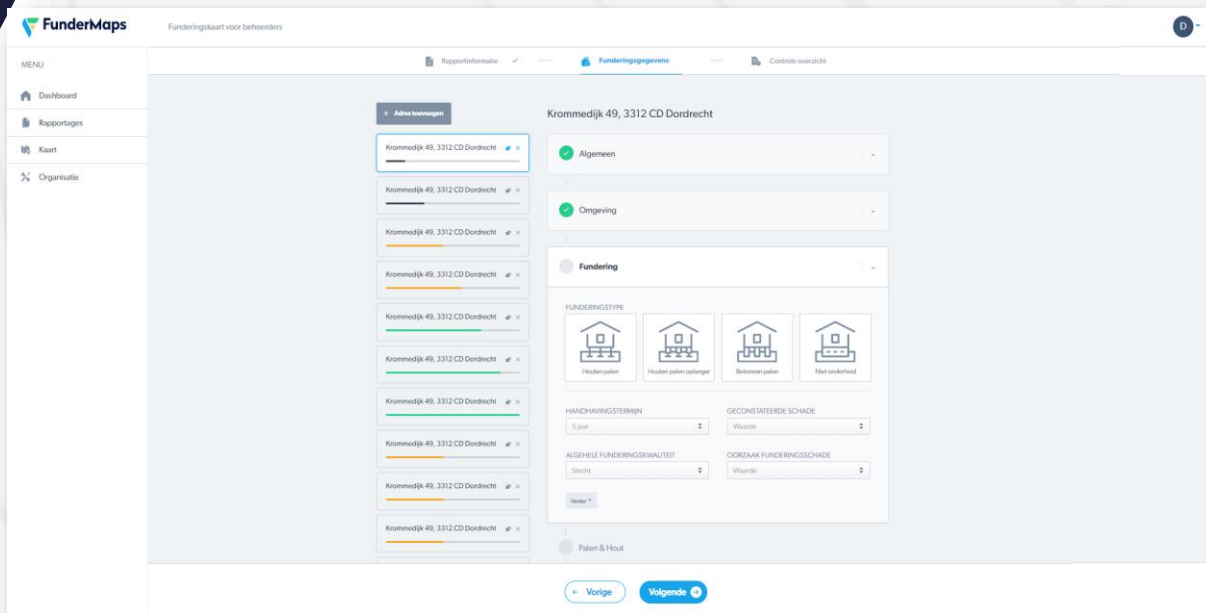 FunderMaps
Funderingskaart voor beheerders
D
MENU
Dashboard
Rapportages
Kaart
Organisatie
Rapportinformatie
Funderingsgegevens
Controle overzicht
+ Adres toevoegen
Krommedijk 49, 3312 CD Dordrecht
Krommedijk 49, 3312 CD Dordrecht
Krommedijk 49, 3312 CD Dordrecht
Krommedijk 49, 3312 CD Dordrecht
Krommedijk 49, 3312 CD Dordrecht
Krommedijk 49, 3312 CD Dordrecht
Krommedijk 49, 3312 CD Dordrecht
Krommedijk 49, 3312 CD Dordrecht
Krommedijk 49, 3312 CD Dordrecht
Krommedijk 49, 3312 CD Dordrecht
Krommedijk 49, 3312 CD Dordrecht
Algemeen
Omgeving
Fundering
FUNDERINGSTYPE
Houten palen
Houten palen oplanger
Betonnen palen
Niet onderheid
HANDHAVINGSTERMIJN
GECONSTATEERDE SCHADE
5 jaar
Waarde
ALGEHELE FUNDERINGSKWALITEIT
OORZAAK FUNDERINGSSCHADE
Slecht
Waarde
Verder
Palen & Hout
Vorige
Volgende